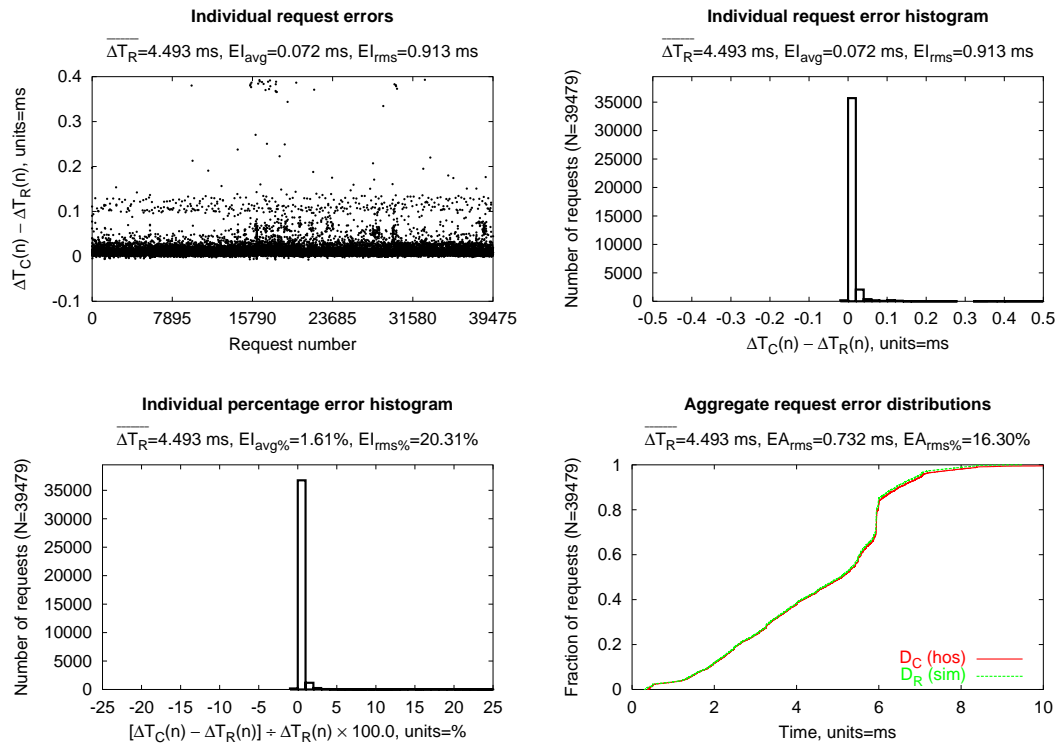 Individual request errors
ΔT_R=4.493 ms, EI_avg=0.072 ms, EI_rms=0.913 ms
ΔT_C(n) − ΔT_R(n), units=ms
0.4
0.3
0.2
0.1
0
-0.1
0 7895 15790 23685 31580 39475
Request number
Individual request error histogram
ΔT_R=4.493 ms, EI_avg=0.072 ms, EI_rms=0.913 ms
Number of requests (N=39479)
35000
30000
25000
20000
15000
10000
5000
0
-0.5 -0.4 -0.3 -0.2 -0.1 0 0.1 0.2 0.3 0.4 0.5
ΔT_C(n) − ΔT_R(n), units=ms
Individual percentage error histogram
ΔT_R=4.493 ms, EI_avg%=1.61%, EI_rms%=20.31%
Number of requests (N=39479)
35000
30000
25000
20000
15000
10000
5000
0
-25 -20 -15 -10 -5 0 5 10 15 20 25
[ΔT_C(n) − ΔT_R(n)] ÷ ΔT_R(n) × 100.0, units=%
Aggregate request error distributions
ΔT_R=4.493 ms, EA_rms=0.732 ms, EA_rms%=16.30%
Fraction of requests (N=39479)
1
0.8
0.6
0.4
0.2
0
D_C (hos)
D_R (sim)
0 2 4 6 8 10
Time, units=ms